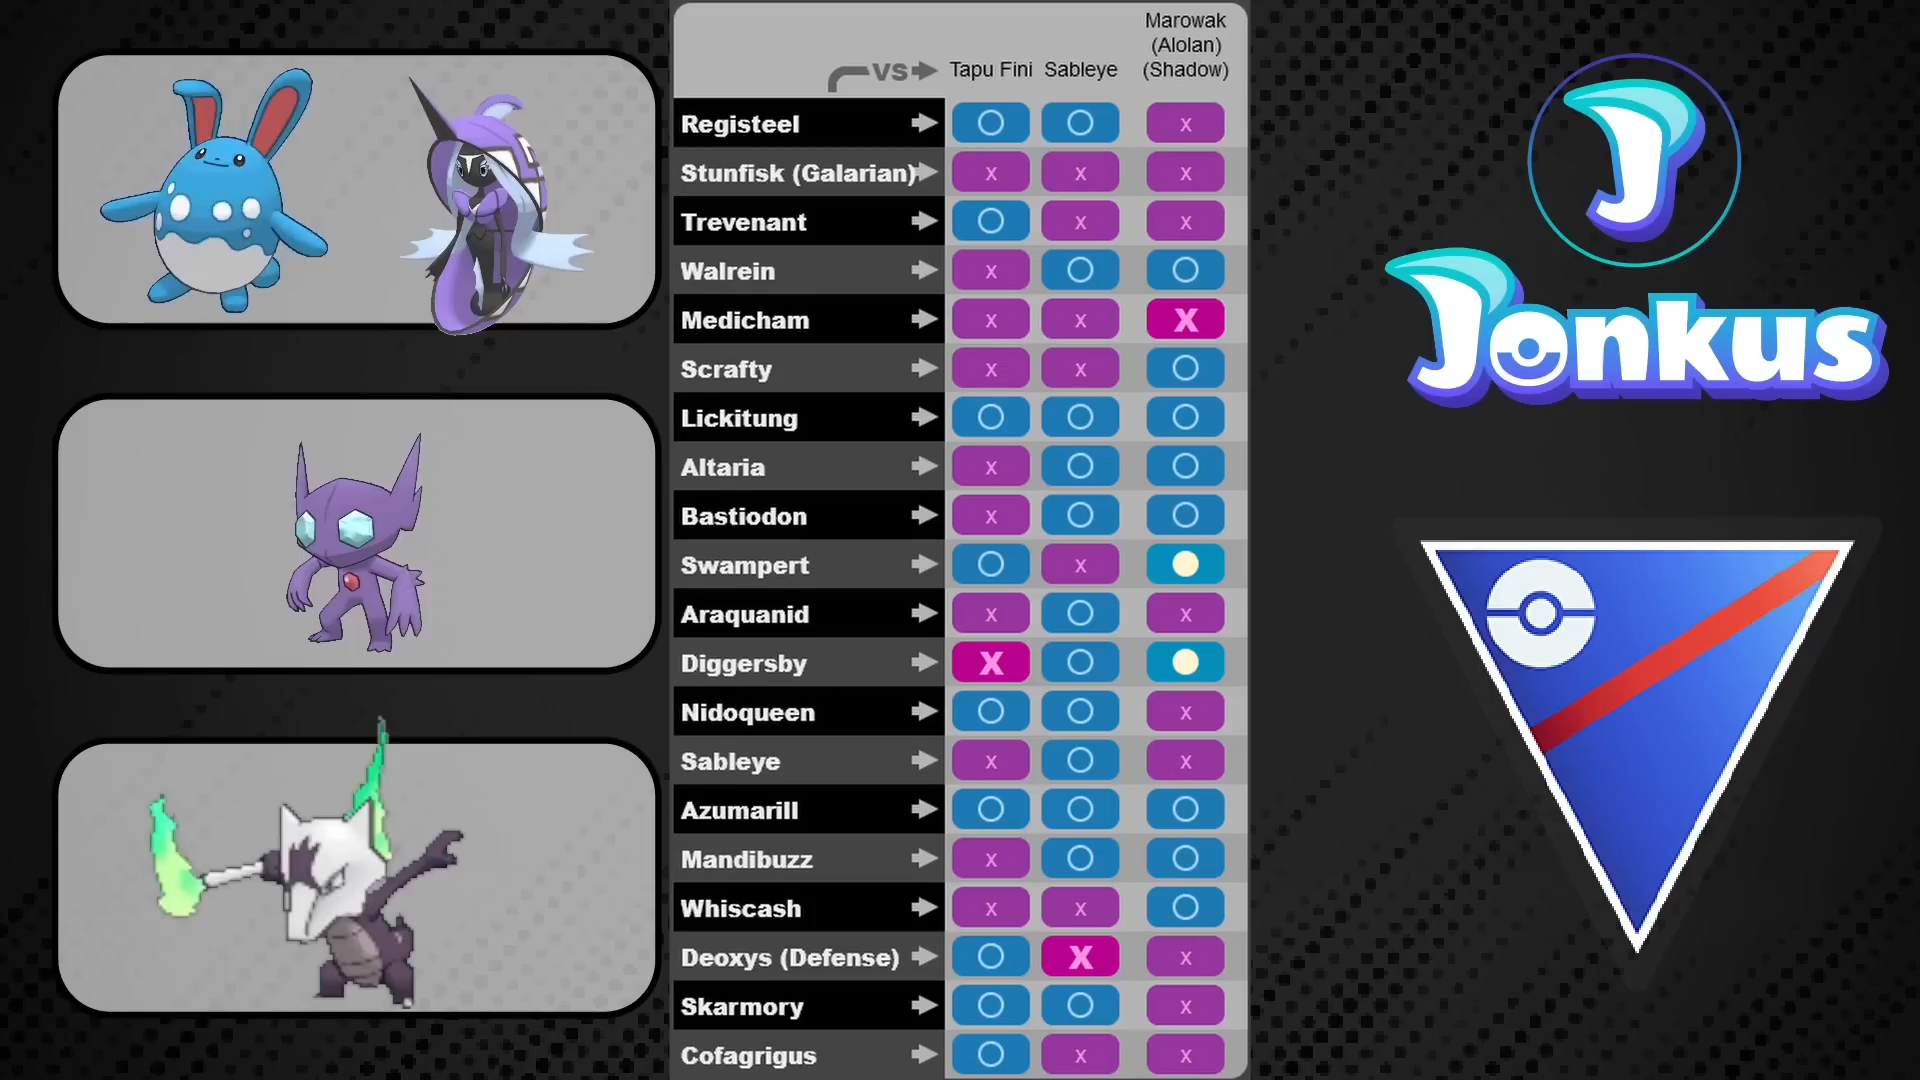 VS
Tapu Fini
Sableye
Marowak
(Alolan)
(Shadow)
Registeel O O X
Stunfisk (Galarian) X X X
Trevenant O X X
Walrein X O O
Medicham X X X
Scrafty X X O
Lickitung O O O
Altaria X O O
Bastiodon X O O
Swampert O X
Araquanid X O X
Diggersby X O
Nidoqueen O O X
Sableye X O X
Azumarill O O O
Mandibuzz X O O
Whiscash X X O
Deoxys (Defense) O X X
Skarmory O O X
Cofagrigus O X X
J
Jonkus